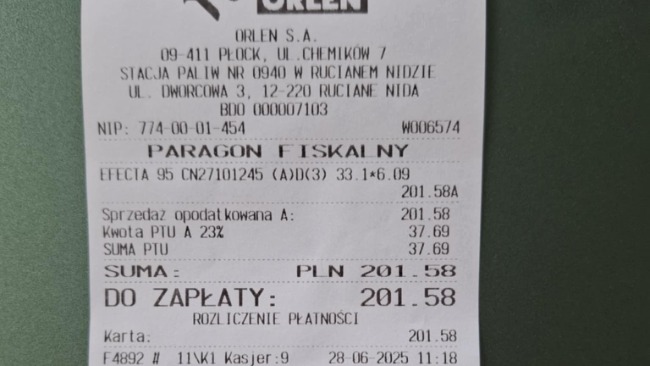 ORLEN
ORLEN S.A.
09-411 PŁOCK, UL.CHEMIKÓW 7
STACJA PALIW NR 0940 W RUCIANEM NIDZIE
UL. DWORCOWA 3, 12-220 RUCIANE NIDA
BDO 000007103
NIP: 774-00-01-454 W006574
PARAGON FISKALNY
EFECTA 95 CN27101245 (A)D(3) 33.1*6.09
201.58A
Sprzedaż opodatkowana A: 201.58
Kwota PTU A 23% 37.69
SUMA PTU 37.69
SUMA: PLN 201.58
DO ZAPŁATY: 201.58
ROZLICZENIE PŁATNOŚCI
Karta: 201.58
F4892 # 11\K1 Kasjer:9 28-06-2025 11:18